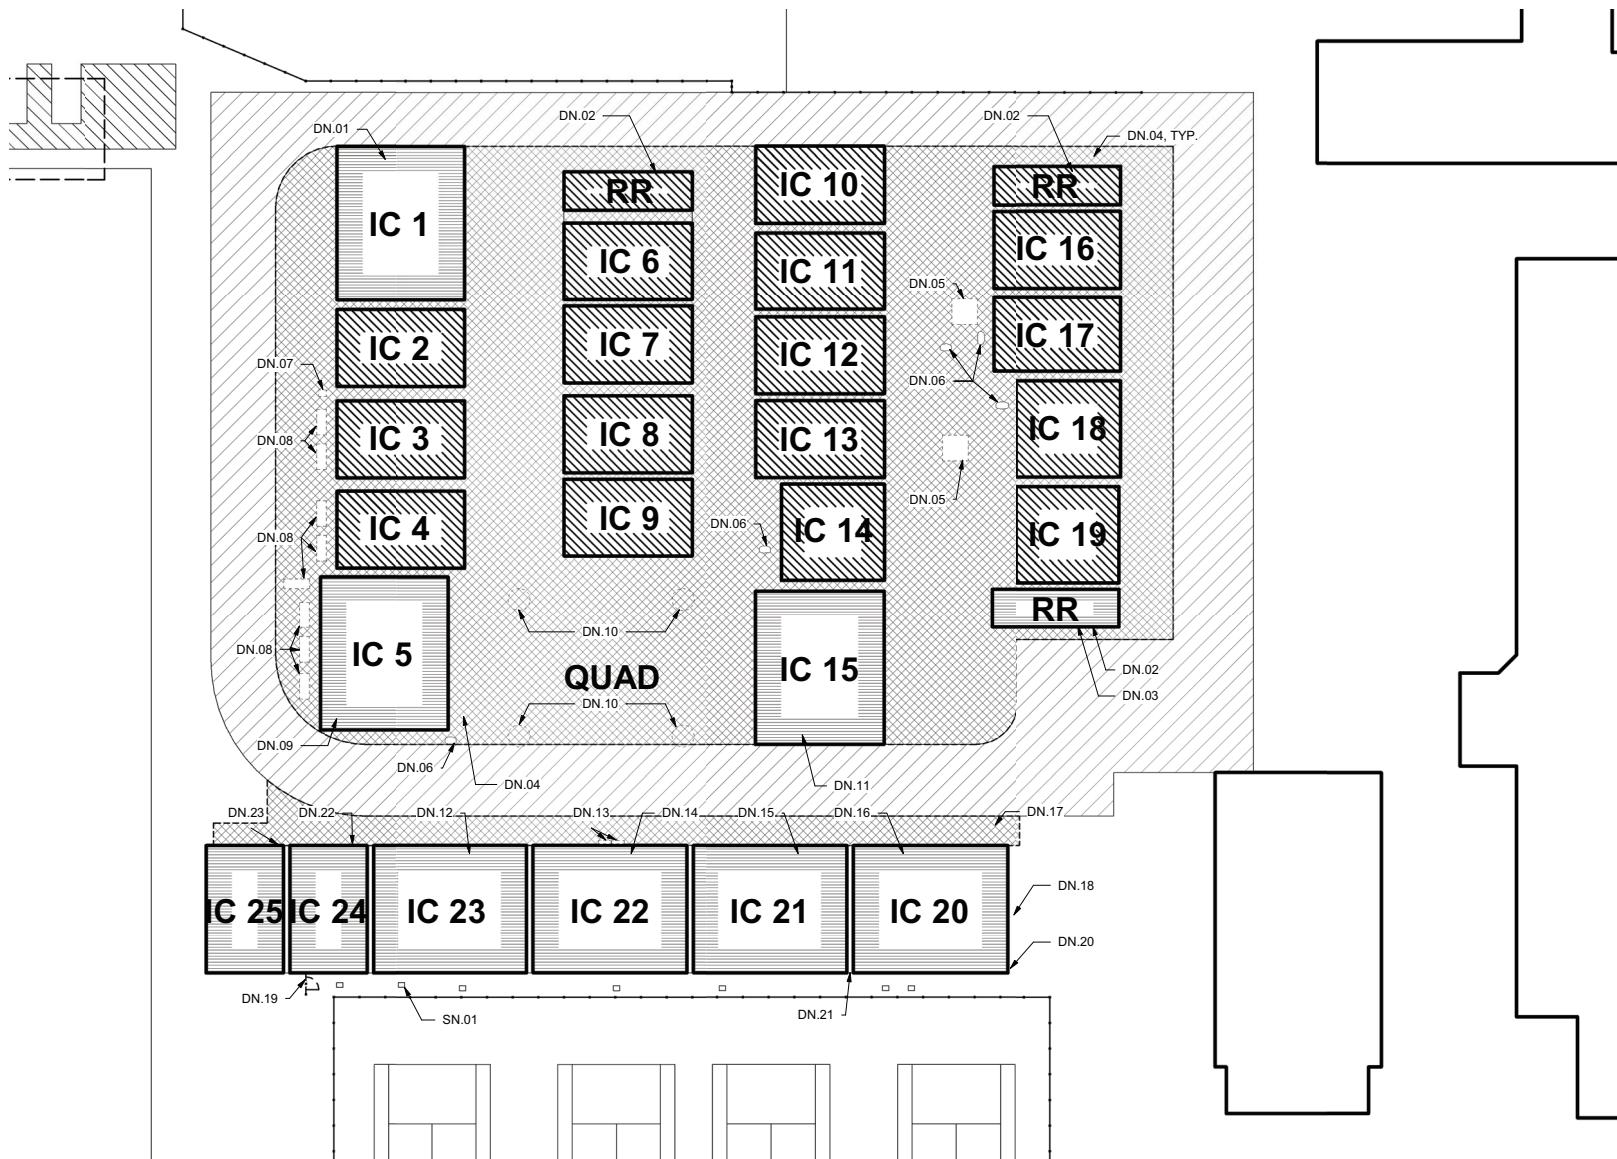 DN.01
DN.02
DN.02
DN.04, TYP.
IC 1
RR
IC 10
RR
IC 6
IC 11
IC 16
DN.05
IC 2
IC 7
IC 12
IC 17
DN.07
DN.06
IC 3
IC 8
IC 13
IC 18
DN.08
DN.05
IC 4
IC 9
DN.06
IC 14
IC 19
DN.08
RR
DN.10
DN.08
IC 5
QUAD
IC 15
DN.02
DN.03
DN.10
DN.09
DN.06
DN.04
DN.11
DN.23
DN.22
DN.12
DN.13
DN.14
DN.15
DN.16
DN.17
IC 25
IC 24
IC 23
IC 22
IC 21
IC 20
DN.18
DN.20
DN.19
SN.01
DN.21